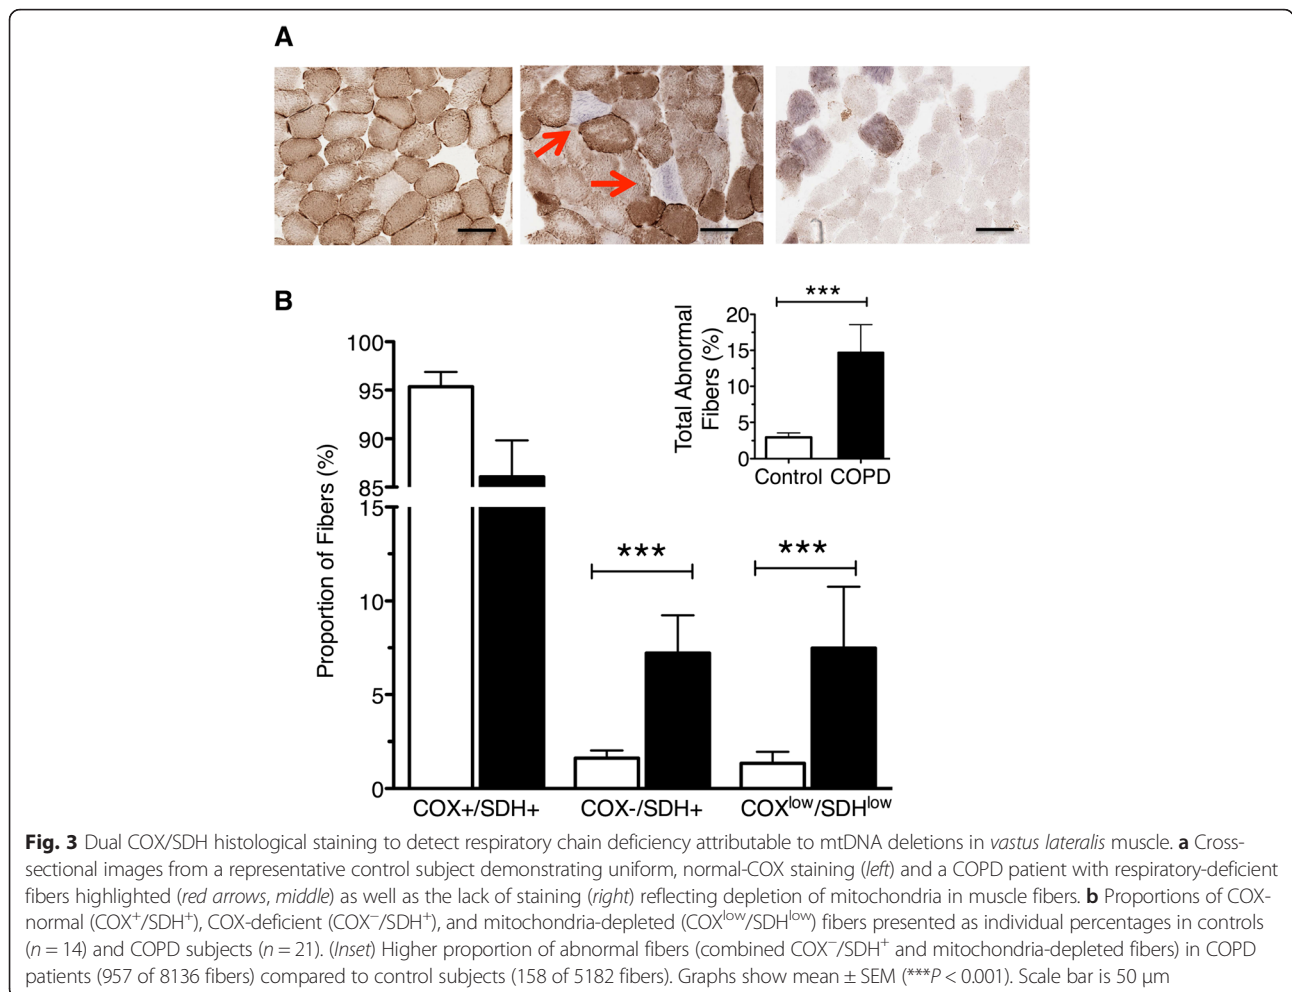 A
B
***
20
15
10
5
0
Total Abnormal
Fibers (%)
Control COPD
100
95
90
85
15
10
5
0
Proportion of Fibers (%)
***
***
COX+/SDH+ COX-/SDH+ COXlow/SDHlow
Fig. 3 Dual COX/SDH histological staining to detect respiratory chain deficiency attributable to mtDNA deletions in vastus lateralis muscle. a Cross-
sectional images from a representative control subject demonstrating uniform, normal-COX staining (left) and a COPD patient with respiratory-deficient
fibers highlighted (red arrows, middle) as well as the lack of staining (right) reflecting depletion of mitochondria in muscle fibers. b Proportions of COX-
normal (COX⁺/SDH⁺), COX-deficient (COX⁻/SDH⁺), and mitochondria-depleted (COXlow/SDHlow) fibers presented as individual percentages in controls
(n = 14) and COPD subjects (n = 21). (Inset) Higher proportion of abnormal fibers (combined COX⁻/SDH⁺ and mitochondria-depleted fibers) in COPD
patients (957 of 8136 fibers) compared to control subjects (158 of 5182 fibers). Graphs show mean ± SEM (***P < 0.001). Scale bar is 50 μm